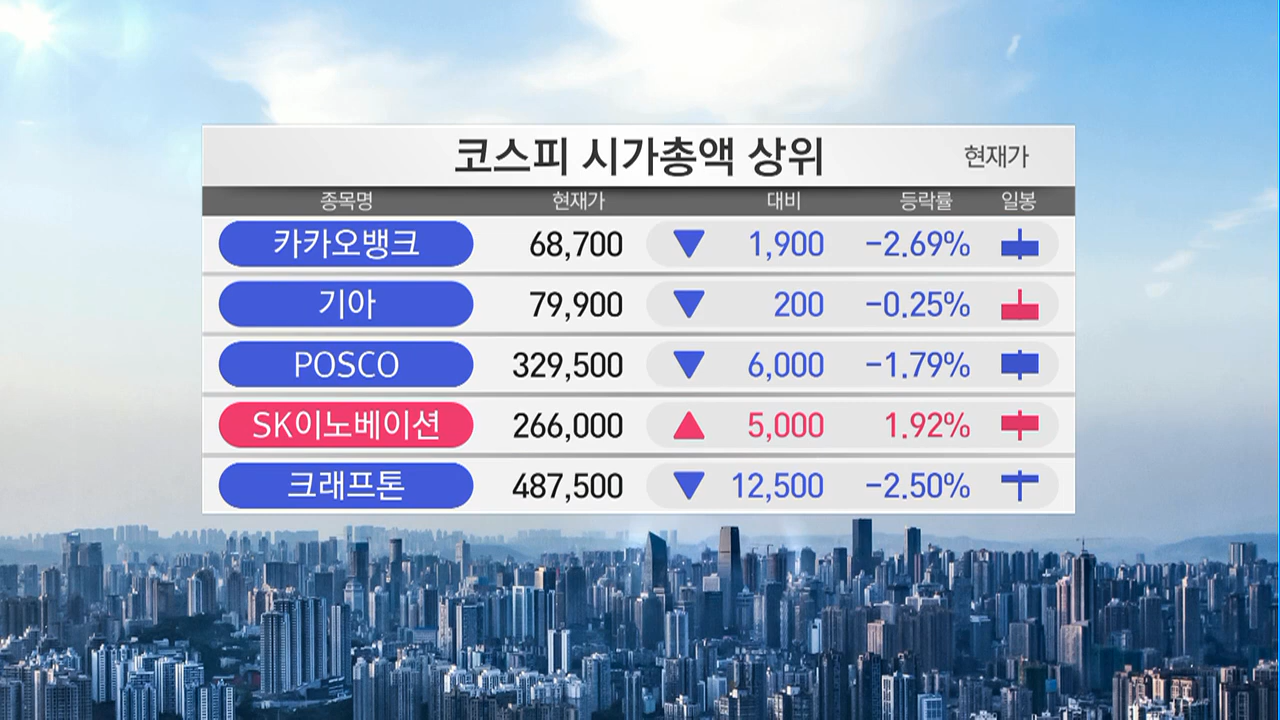 코스피 시가총액 상위 현재가
종목명 현재가 대비 등락률 일봉
카카오뱅크 68,700 ▼ 1,900 -2.69%
기아 79,900 ▼ 200 -0.25%
POSCO 329,500 ▼ 6,000 -1.79%
SK이노베이션 266,000 ▲ 5,000 1.92%
크래프톤 487,500 ▼ 12,500 -2.50%